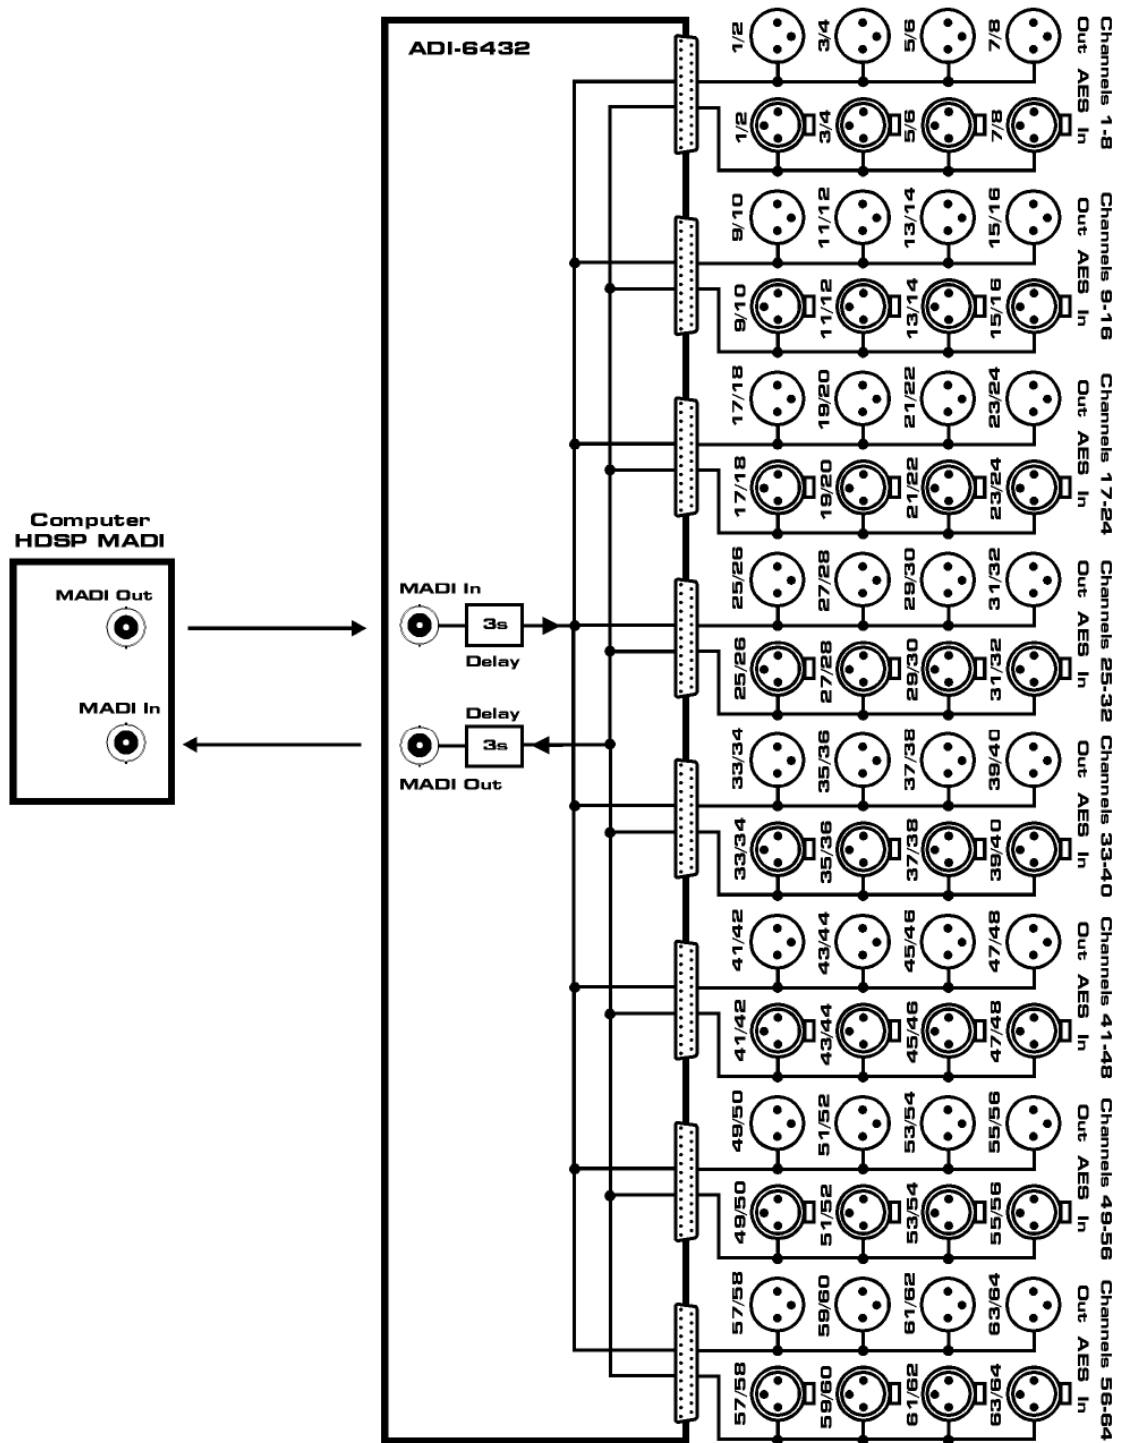 ADI-6432
1/2
3/4
5/6
7/8
1/2
3/4
5/6
7/8
Out AES In
Channels 1-8
9/10
11/12
13/14
15/16
9/10
11/12
13/14
15/16
Out AES In
Channels 9-16
17/18
19/20
21/22
23/24
17/18
19/20
21/22
23/24
Out AES In
Channels 17-24
Computer
HDSP MADI
MADI Out
MADI In
MADI In
3s
Delay
Delay
3s
MADI Out
25/26
27/28
29/30
31/32
25/26
27/28
29/30
31/32
Out AES In
Channels 25-32
33/34
35/36
37/38
39/40
33/34
35/36
37/38
39/40
Out AES In
Channels 33-40
41/42
43/44
45/46
47/48
41/42
43/44
45/46
47/48
Out AES In
Channels 41-48
49/50
51/52
53/54
55/56
49/50
51/52
53/54
55/56
Out AES In
Channels 49-56
57/58
59/60
61/62
63/64
57/58
59/60
61/62
63/64
Out AES In
Channels 56-64